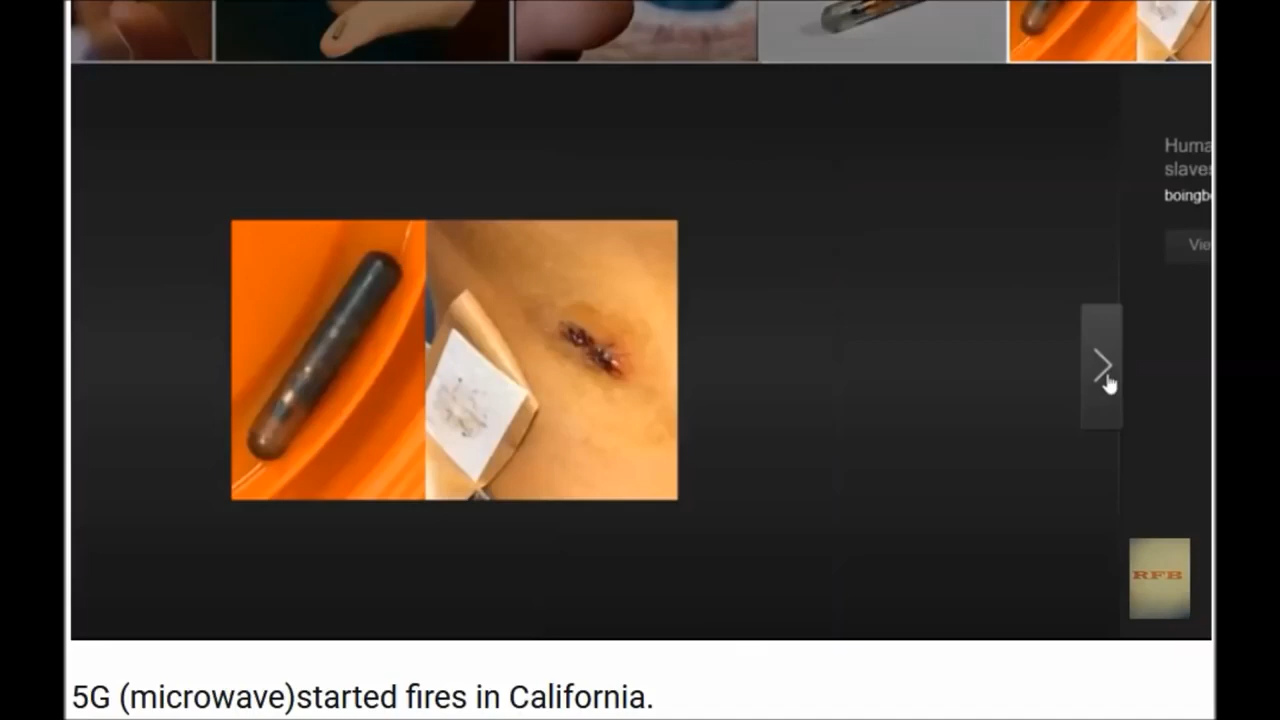 Huma
slaves
boingb
Vie
RFB
5G (microwave)started fires in California.